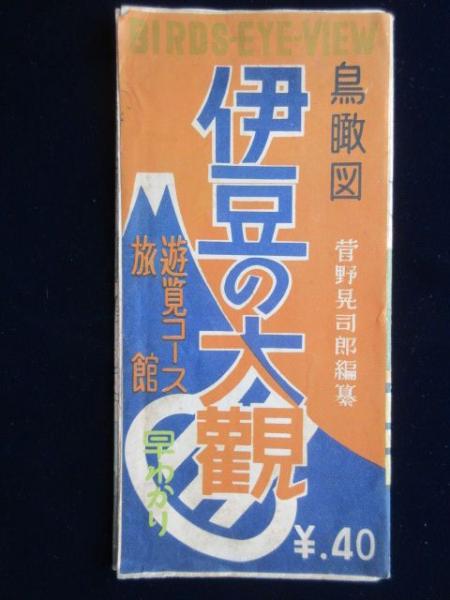 BIRDS-EYE-VIEW
鳥瞰図
伊豆の大觀
菅野晃司郎編纂
遊覧コース
旅館
早わかり
¥.40